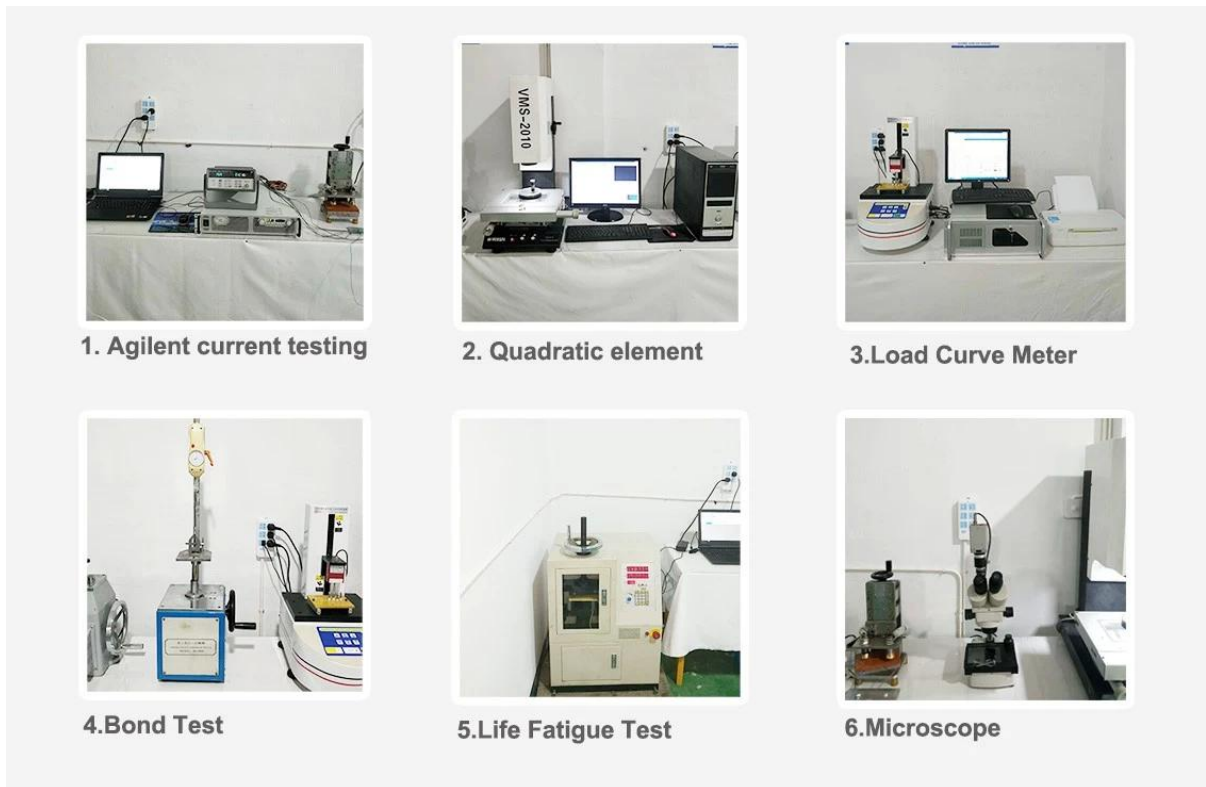 1. Agilent current testing
VMS-2010
2. Quadratic element
3.Load Curve Meter
4.Bond Test
5.Life Fatigue Test
6.Microscope